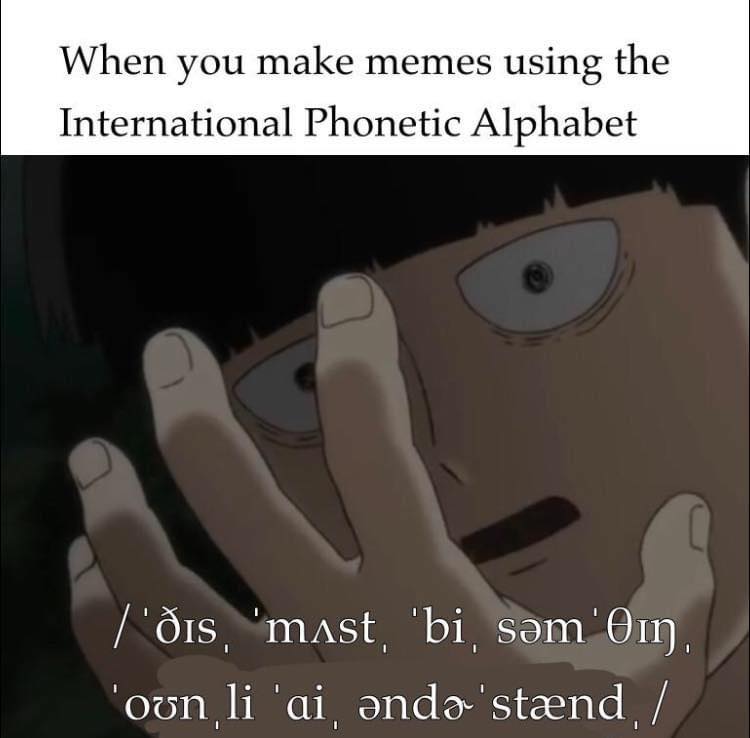 When you make memes using the
International Phonetic Alphabet
/ˈðɪsˌ ˈmʌstˌ ˈbiˌ səmˈθɪŋˌ
ˈoʊnˌli ˈɑiˌ əndɚˈstændˌ/